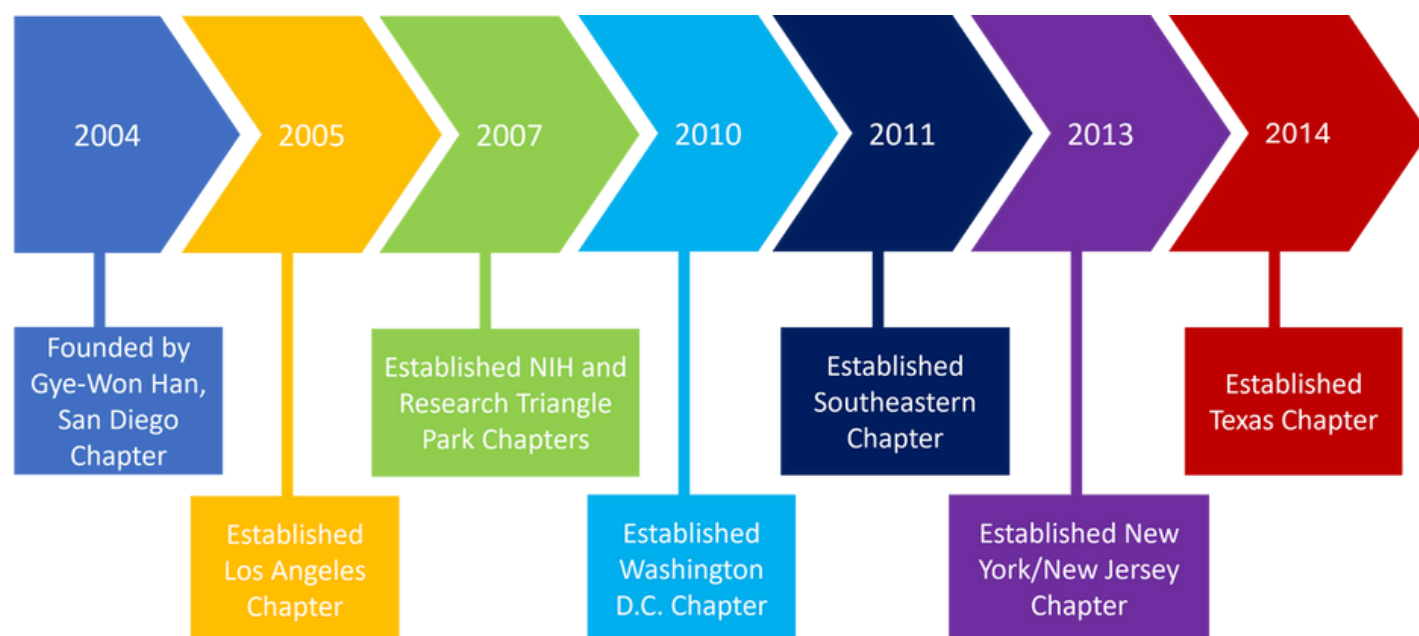 2004
2005
2007
2010
2011
2013
2014
Founded by
Gye-Won Han,
San Diego
Chapter
Established
Los Angeles
Chapter
Established NIH and
Research Triangle
Park Chapters
Established
Washington
D.C. Chapter
Established
Southeastern
Chapter
Established New
York/New Jersey
Chapter
Established
Texas Chapter